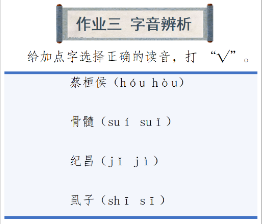 作业三 字音辨析
给加点字选择正确的读音，打“√”。
蔡桓侯（hóu hòu）
骨髓（suí suǐ）
纪昌（jǐ jì）
虱子（shī sī）